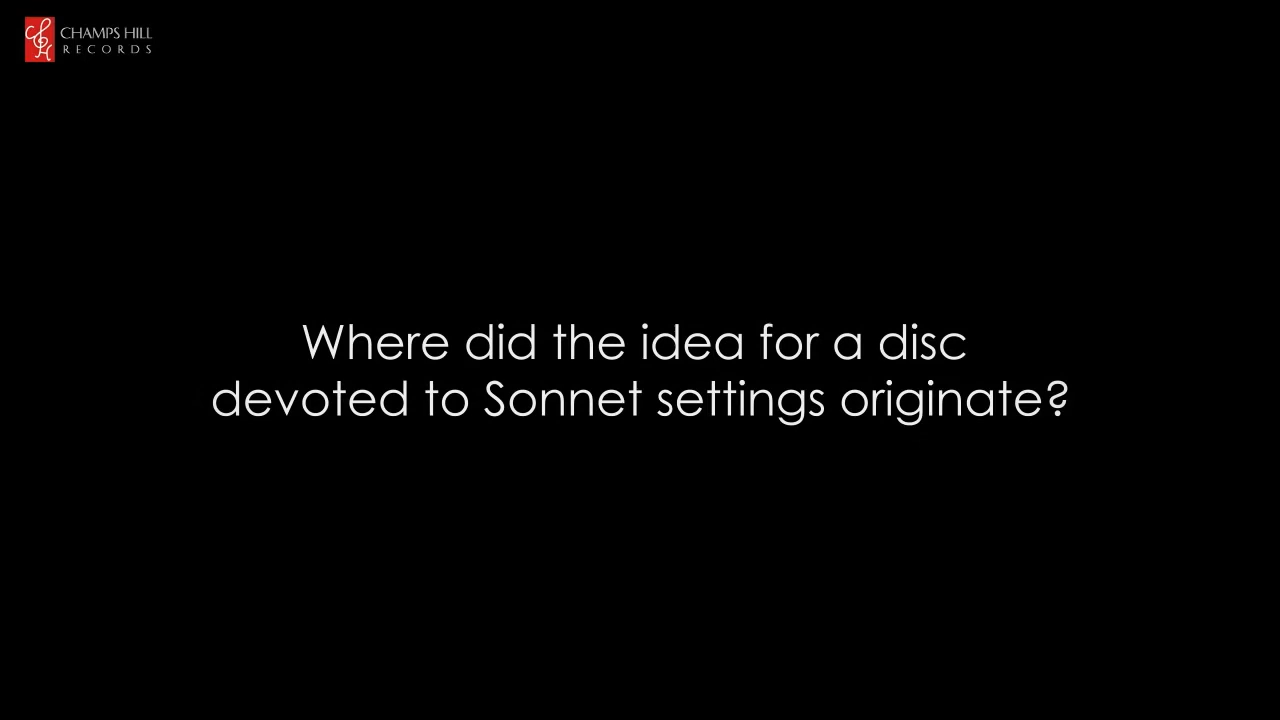 CHAMPS HILL
RECORDS
Where did the idea for a disc
devoted to Sonnet settings originate?